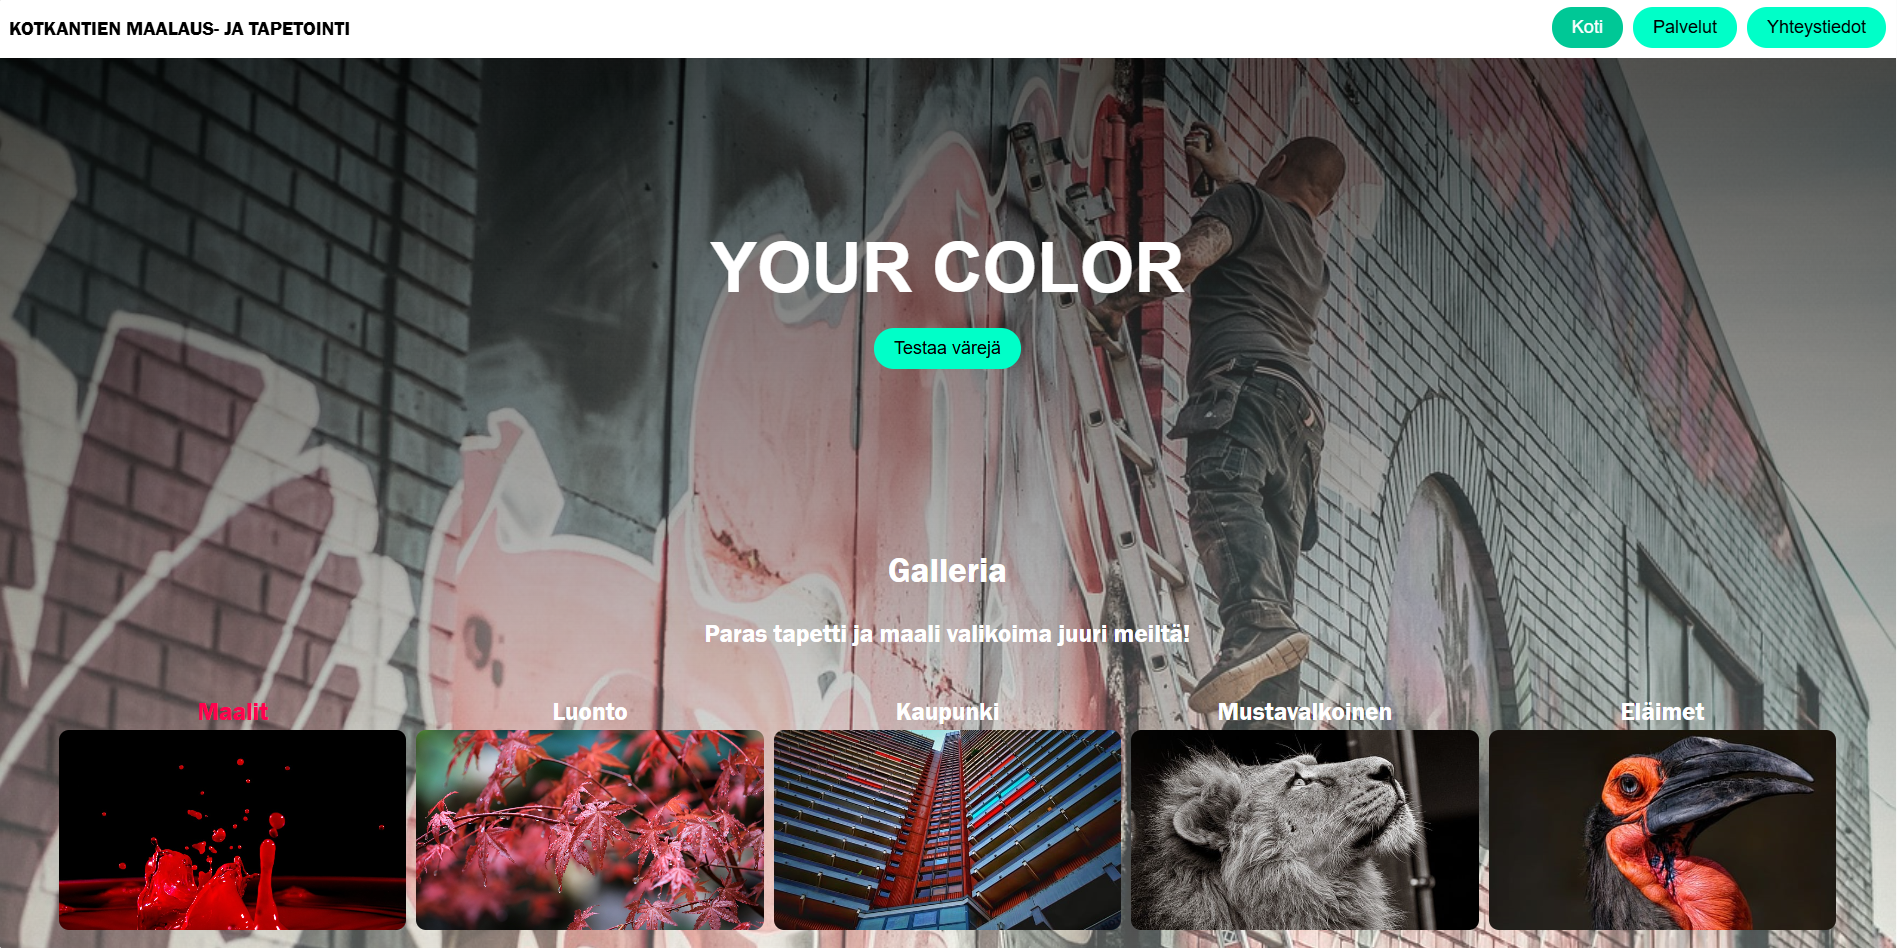 KOTKANTIEN MAALAUS- JA TAPETOINTI
Koti
Palvelut
Yhteystiedot
YOUR COLOR
Testaa värejä
Galleria
Paras tapetti ja maali valikoima juuri meiltä!
Maalit
Luonto
Kaupunki
Mustavalkoinen
Eläimet